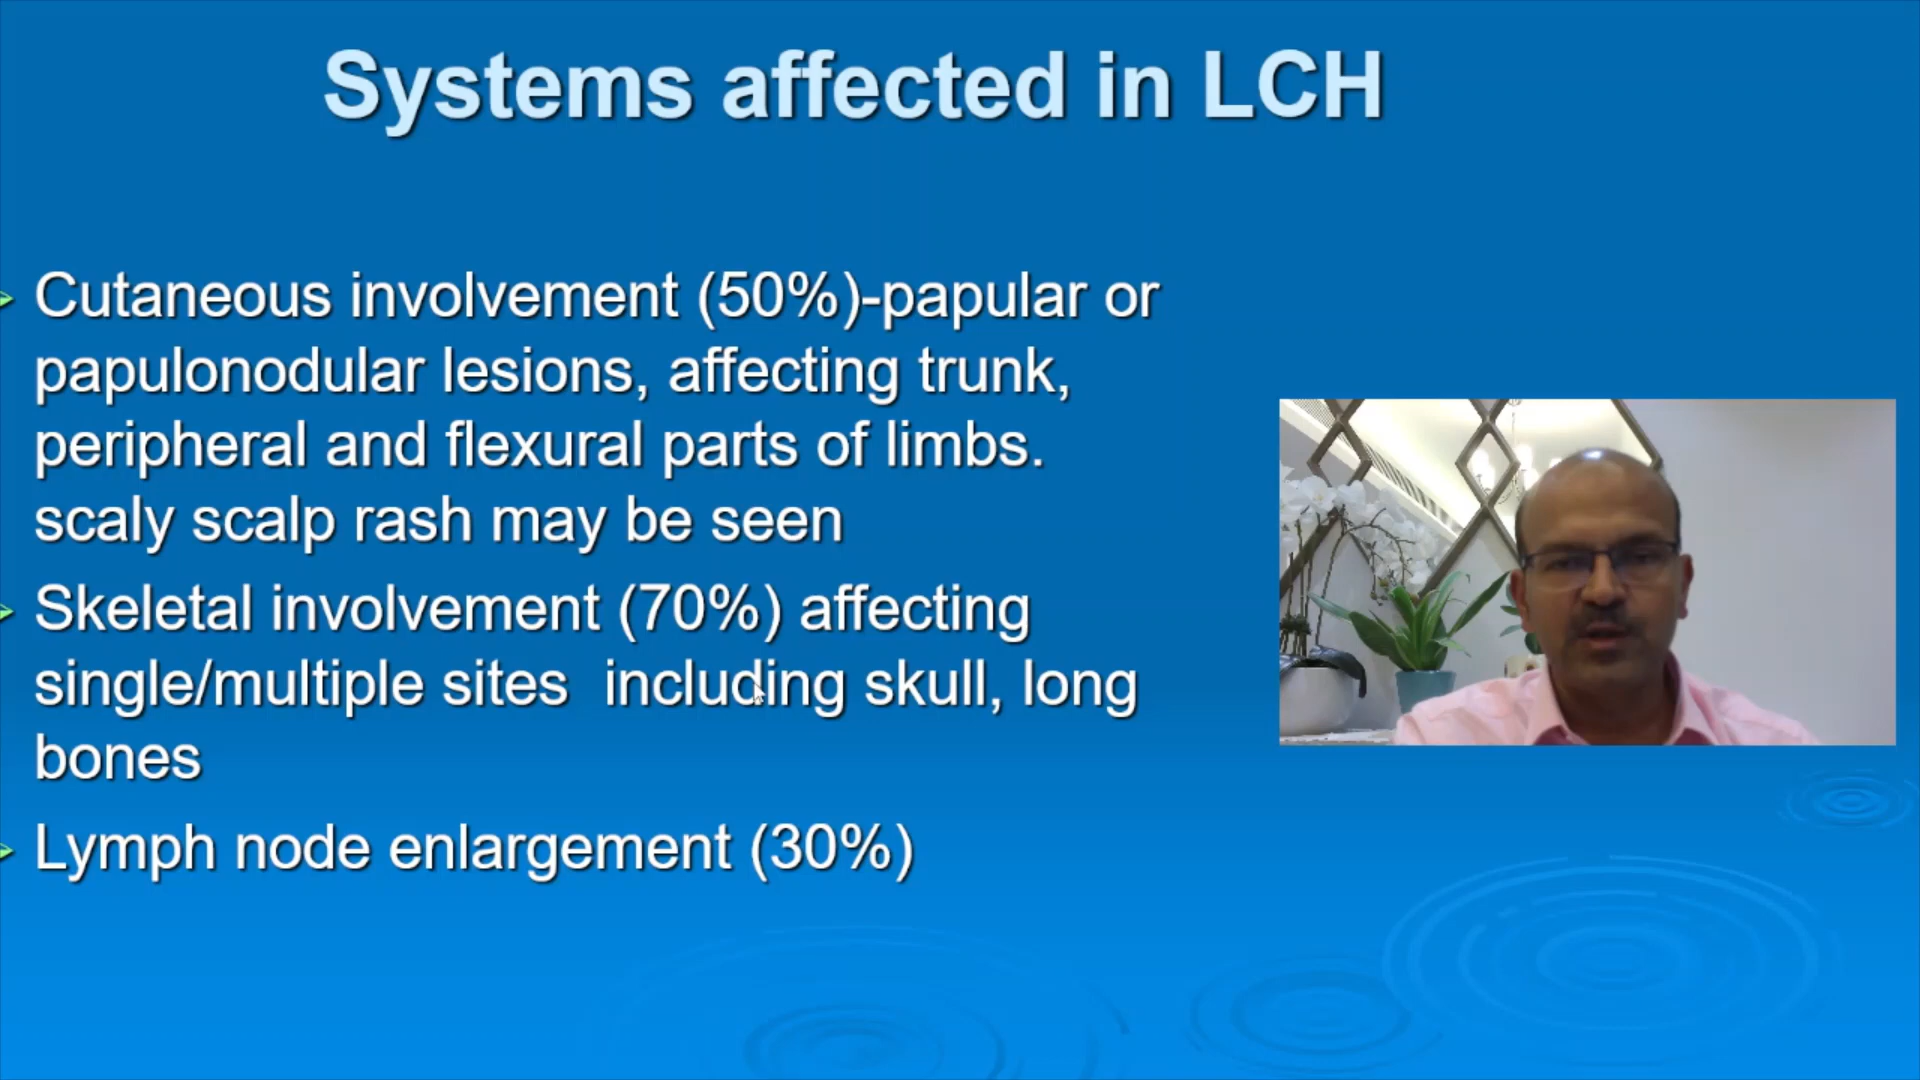 Systems affected in LCH
Cutaneous involvement (50%)-papular or
papulonodular lesions, affecting trunk,
peripheral and flexural parts of limbs.
scaly scalp rash may be seen
Skeletal involvement (70%) affecting
single/multiple sites  including skull, long
bones
Lymph node enlargement (30%)